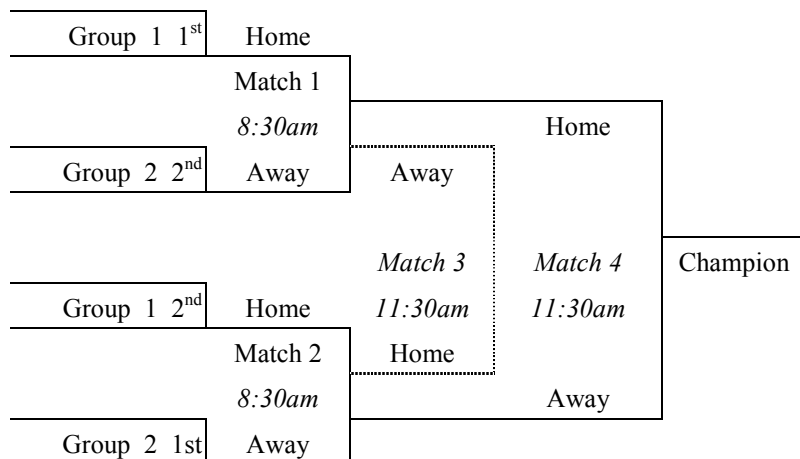 Group 1 1st Home
Match 1
8:30am Home
Group 2 2nd Away Away
Match 3 Match 4 Champion
Group 1 2nd Home 11:30am 11:30am
Match 2 Home
8:30am Away
Group 2 1st Away